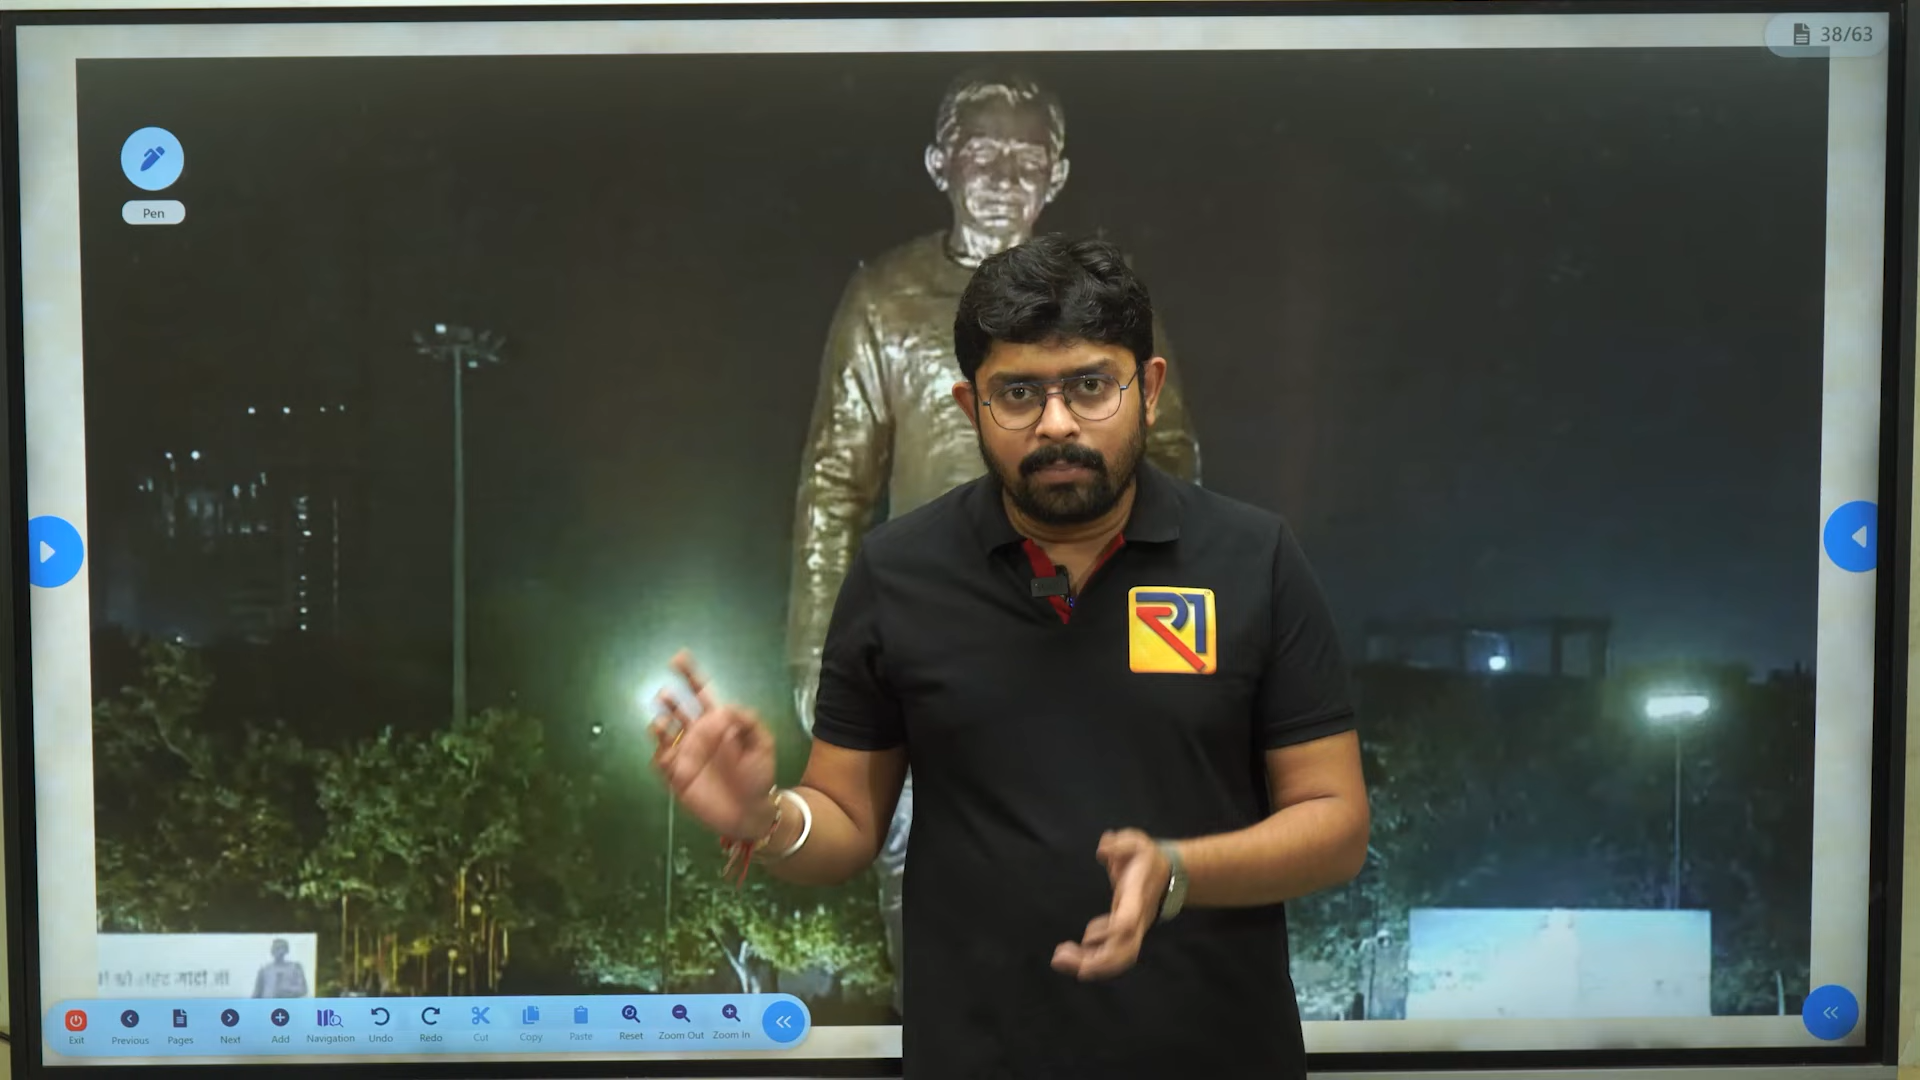 38/63
Pen
Exit
Previous
Pages
Next
Add
Navigation
Undo
Redo
Cut
Copy
Paste
Reset
Zoom Out
Zoom In